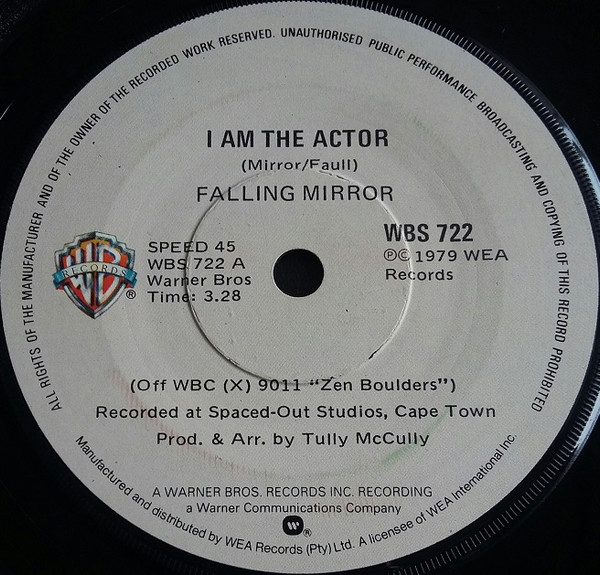 ALL RIGHTS OF THE MANUFACTURER AND OF THE OWNER OF THE RECORDED WORK RESERVED. UNAUTHORISED PUBLIC PERFORMANCE BROADCASTING AND COPYING OF THIS RECORD PROHIBITED
I AM THE ACTOR
(Mirror/Faull)
FALLING MIRROR
WB
RECORDS
®
SPEED 45
WBS 722 A
Warner Bros
Time: 3.28
WBS 722
℗© 1979 WEA
Records
(Off WBC (X) 9011 “Zen Boulders”)
Recorded at Spaced-Out Studios, Cape Town
Prod. & Arr. by Tully McCully
A WARNER BROS. RECORDS INC. RECORDING
a Warner Communications Company
®
Manufactured and distributed by WEA Records (Pty) Ltd. A licensee of WEA International Inc.